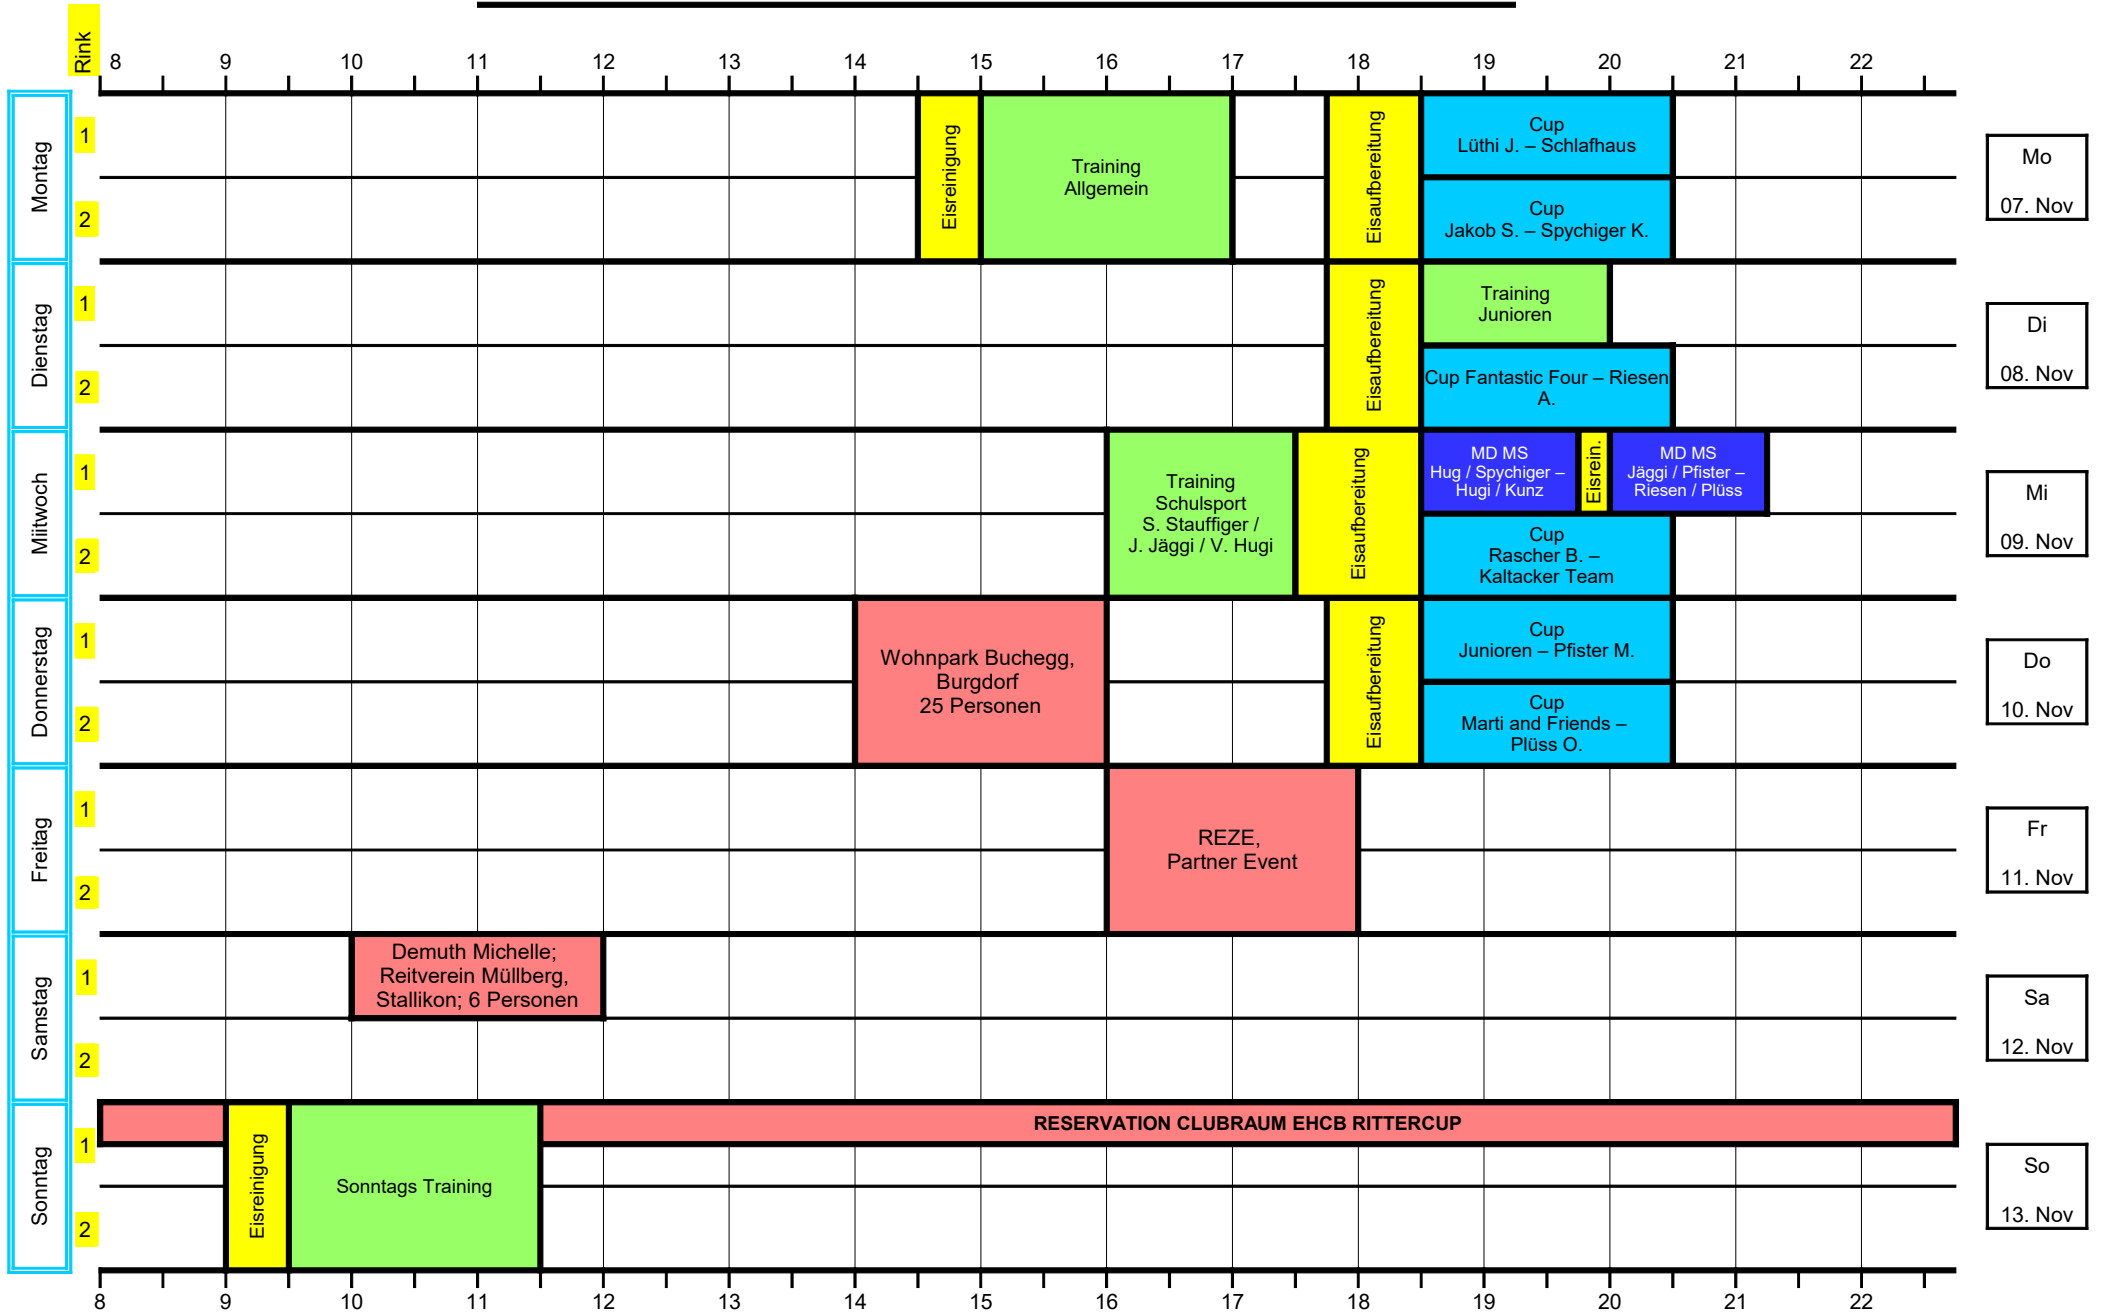 Rink
8 9 10 11 12 13 14 15 16 17 18 19 20 21 22
Montag
1
2
Eisreinigung
Training
Allgemein
Eisaufbereitung
Cup
Lüthi J. – Schlafhaus
Cup
Jakob S. – Spychiger K.
Mo
07. Nov
Dienstag
1
2
Eisaufbereitung
Training
Junioren
Cup Fantastic Four – Riesen
A.
Di
08. Nov
Mittwoch
1
2
Training
Schulsport
S. Stauffiger /
J. Jäggi / V. Hugi
Eisaufbereitung
MD MS
Hug / Spychiger –
Hugi / Kunz
Eisrein.
MD MS
Jäggi / Pfister –
Riesen / Plüss
Cup
Rascher B. –
Kaltacker Team
Mi
09. Nov
Donnerstag
1
2
Wohnpark Buchegg,
Burgdorf
25 Personen
Eisaufbereitung
Cup
Junioren – Pfister M.
Cup
Marti and Friends –
Plüss O.
Do
10. Nov
Freitag
1
2
REZE,
Partner Event
Fr
11. Nov
Samstag
1
2
Demuth Michelle;
Reitverein Müllberg,
Stallikon; 6 Personen
Sa
12. Nov
Sonntag
1
2
Eisreinigung
Sonntags Training
RESERVATION CLUBRAUM EHCB RITTERCUP
So
13. Nov
8 9 10 11 12 13 14 15 16 17 18 19 20 21 22